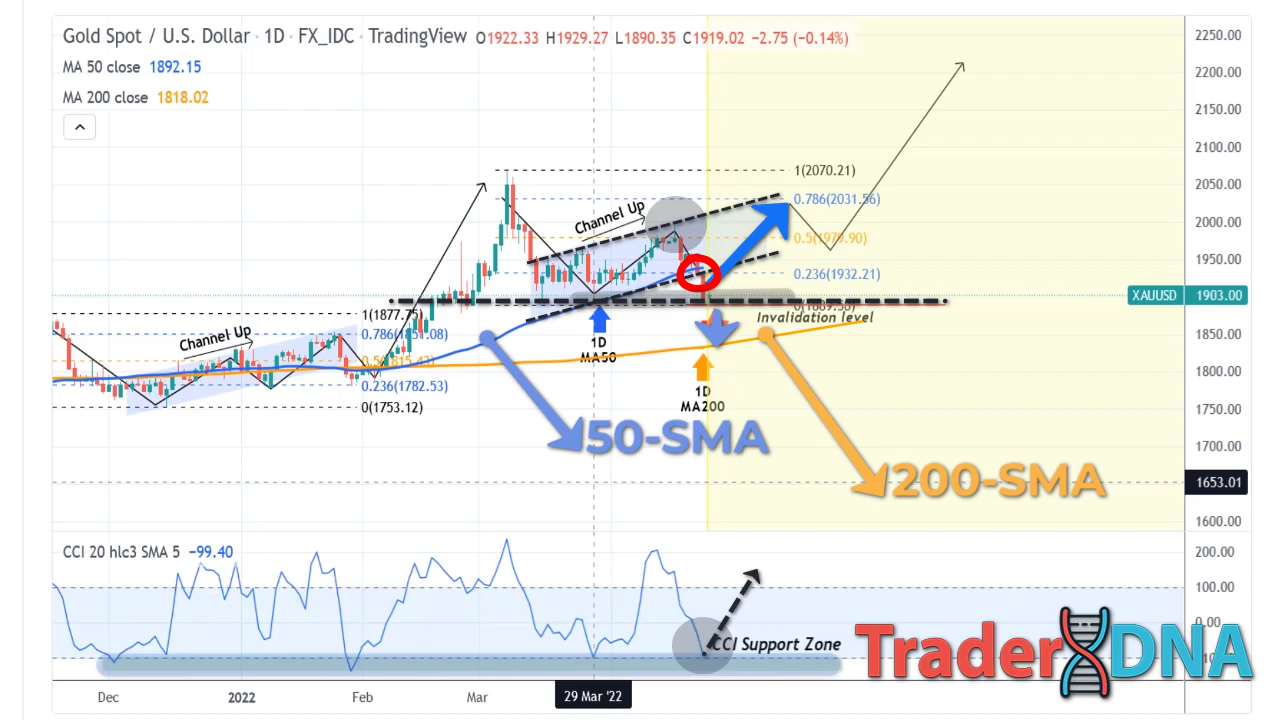 Gold Spot / U.S. Dollar · 1D · FX_IDC · TradingView O1922.33 H1929.27 L1890.35 C1919.02 −2.75 (−0.14%)
MA 50 close 1892.15
MA 200 close 1818.02
2250.00
2200.00
2150.00
2100.00
2050.00
2000.00
1950.00
XAUUSD 1903.00
1850.00
1800.00
1750.00
1700.00
1653.01
1600.00
1(2070.21)
0.786(2031.56)
0.5(1979.90)
0.236(1932.21)
Invalidation level
Channel Up
Channel Up
1(1877.75)
0.786(1851.08)
0.236(1782.53)
0(1753.12)
1D
MA50
1D
MA200
50-SMA
200-SMA
CCI 20 hlc3 SMA 5 −99.40
200.00
100.00
0.00
CCI Support Zone
TraderDNA
Dec
2022
Feb
Mar
29 Mar '22